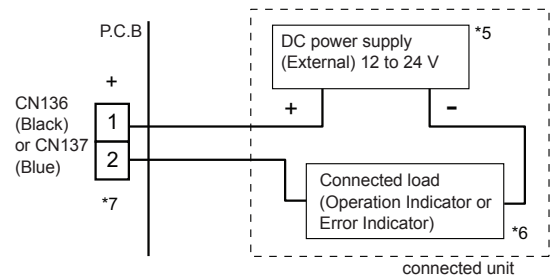 P.C.B
+
CN136
(Black)
or CN137
(Blue)
1
2
*7
DC power supply
(External) 12 to 24 V
*5
+
-
Connected load
(Operation Indicator or
Error Indicator)
*6
connected unit